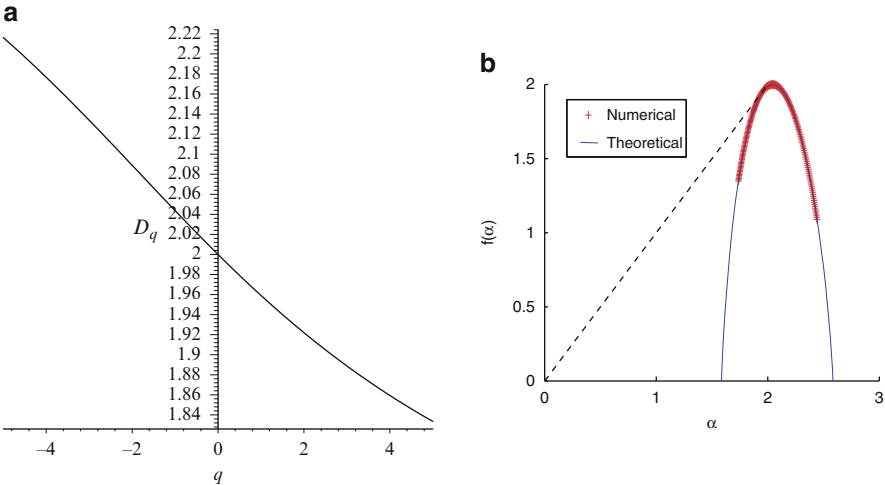 a
2.22
2.2
2.18
2.16
2.14
2.12
2.1
2.08
2.06
2.04
2.02
D_q
2
1.98
1.96
1.94
1.92
1.9
1.88
1.86
1.84
−4 −2 0 2 4
q
b
2
1.5
1
0.5
0
f(α)
Numerical
Theoretical
0 1 2 3
α